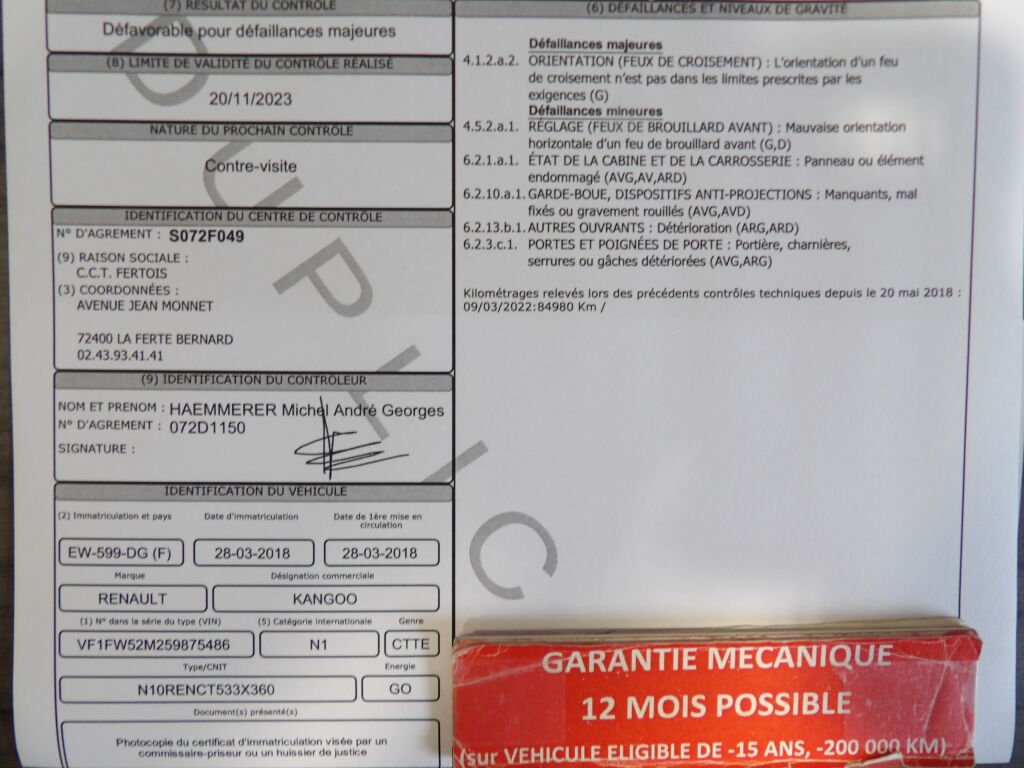 (7) RÉSULTAT DU CONTRÔLE
Défavorable pour défaillances majeures
(8) LIMITE DE VALIDITÉ DU CONTRÔLE RÉALISÉ
20/11/2023
NATURE DU PROCHAIN CONTRÔLE
Contre-visite
IDENTIFICATION DU CENTRE DE CONTRÔLE
N° D'AGREMENT : S072F049
(9) RAISON SOCIALE :
C.C.T. FERTOIS
(3) COORDONNÉES :
AVENUE JEAN MONNET
72400 LA FERTE BERNARD
02.43.93.41.41
(9) IDENTIFICATION DU CONTRÔLEUR
NOM ET PRENOM : HAEMMERER Michel André Georges
N° D'AGREMENT : 072D1150
SIGNATURE :
IDENTIFICATION DU VÉHICULE
(2) Immatriculation et pays
Date d'immatriculation
Date de 1ère mise en
circulation
EW-599-DG (F)
28-03-2018
28-03-2018
Marque
Désignation commerciale
RENAULT
KANGOO
(1) N° dans la série du type (VIN)
(5) Catégorie internationale
Genre
VF1FW52M259875486
N1
CTTE
Type/CNIT
Energie
N10RENCT533X360
GO
Document(s) présenté(s)
Photocopie du certificat d'immatriculation visée par un
commissaire-priseur ou un huissier de justice
(6) DÉFAILLANCES ET NIVEAUX DE GRAVITÉ
Défaillances majeures
4.1.2.a.2. ORIENTATION (FEUX DE CROISEMENT) : L'orientation d'un feu
de croisement n'est pas dans les limites prescrites par les
exigences (G)
Défaillances mineures
4.5.2.a.1. RÉGLAGE (FEUX DE BROUILLARD AVANT) : Mauvaise orientation
horizontale d'un feu de brouillard avant (G,D)
6.2.1.a.1. ÉTAT DE LA CABINE ET DE LA CARROSSERIE : Panneau ou élément
endommagé (AVG,AV,ARD)
6.2.10.a.1. GARDE-BOUE, DISPOSITIFS ANTI-PROJECTIONS : Manquants, mal
fixés ou gravement rouillés (AVG,AVD)
6.2.13.b.1. AUTRES OUVRANTS : Détérioration (ARG,ARD)
6.2.3.c.1. PORTES ET POIGNÉES DE PORTE : Portière, charnières,
serrures ou gâches détériorées (AVG,ARG)
Kilométrages relevés lors des précédents contrôles techniques depuis le 20 mai 2018 :
09/03/2022:84980 Km /
DUPLIC
GARANTIE MECANIQUE
12 MOIS POSSIBLE
(sur VEHICULE ELIGIBLE DE -15 ANS, -200 000 KM)